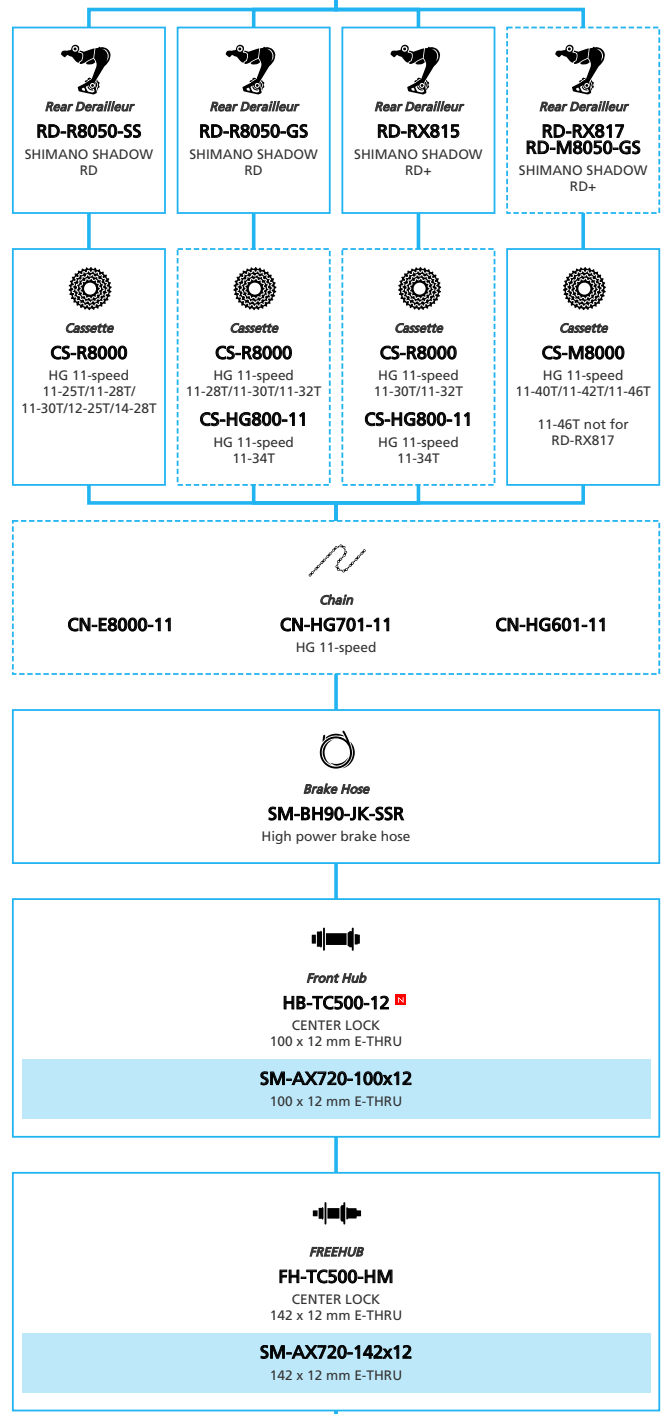 Rear Derailleur
RD-R8050-SS
SHIMANO SHADOW
RD
Rear Derailleur
RD-R8050-GS
SHIMANO SHADOW
RD
Rear Derailleur
RD-RX815
SHIMANO SHADOW
RD+
Rear Derailleur
RD-RX817
RD-M8050-GS
SHIMANO SHADOW
RD+
Cassette
CS-R8000
HG 11-speed
11-25T/11-28T/
11-30T/12-25T/14-28T
Cassette
CS-R8000
HG 11-speed
11-28T/11-30T/11-32T
CS-HG800-11
HG 11-speed
11-34T
Cassette
CS-R8000
HG 11-speed
11-30T/11-32T
CS-HG800-11
HG 11-speed
11-34T
Cassette
CS-M8000
HG 11-speed
11-40T/11-42T/11-46T
11-46T not for
RD-RX817
Chain
CN-E8000-11
CN-HG701-11
HG 11-speed
CN-HG601-11
Brake Hose
SM-BH90-JK-SSR
High power brake hose
Front Hub
HB-TC500-12 N
CENTER LOCK
100 x 12 mm E-THRU
SM-AX720-100x12
100 x 12 mm E-THRU
FREEHUB
FH-TC500-HM
CENTER LOCK
142 x 12 mm E-THRU
SM-AX720-142x12
142 x 12 mm E-THRU